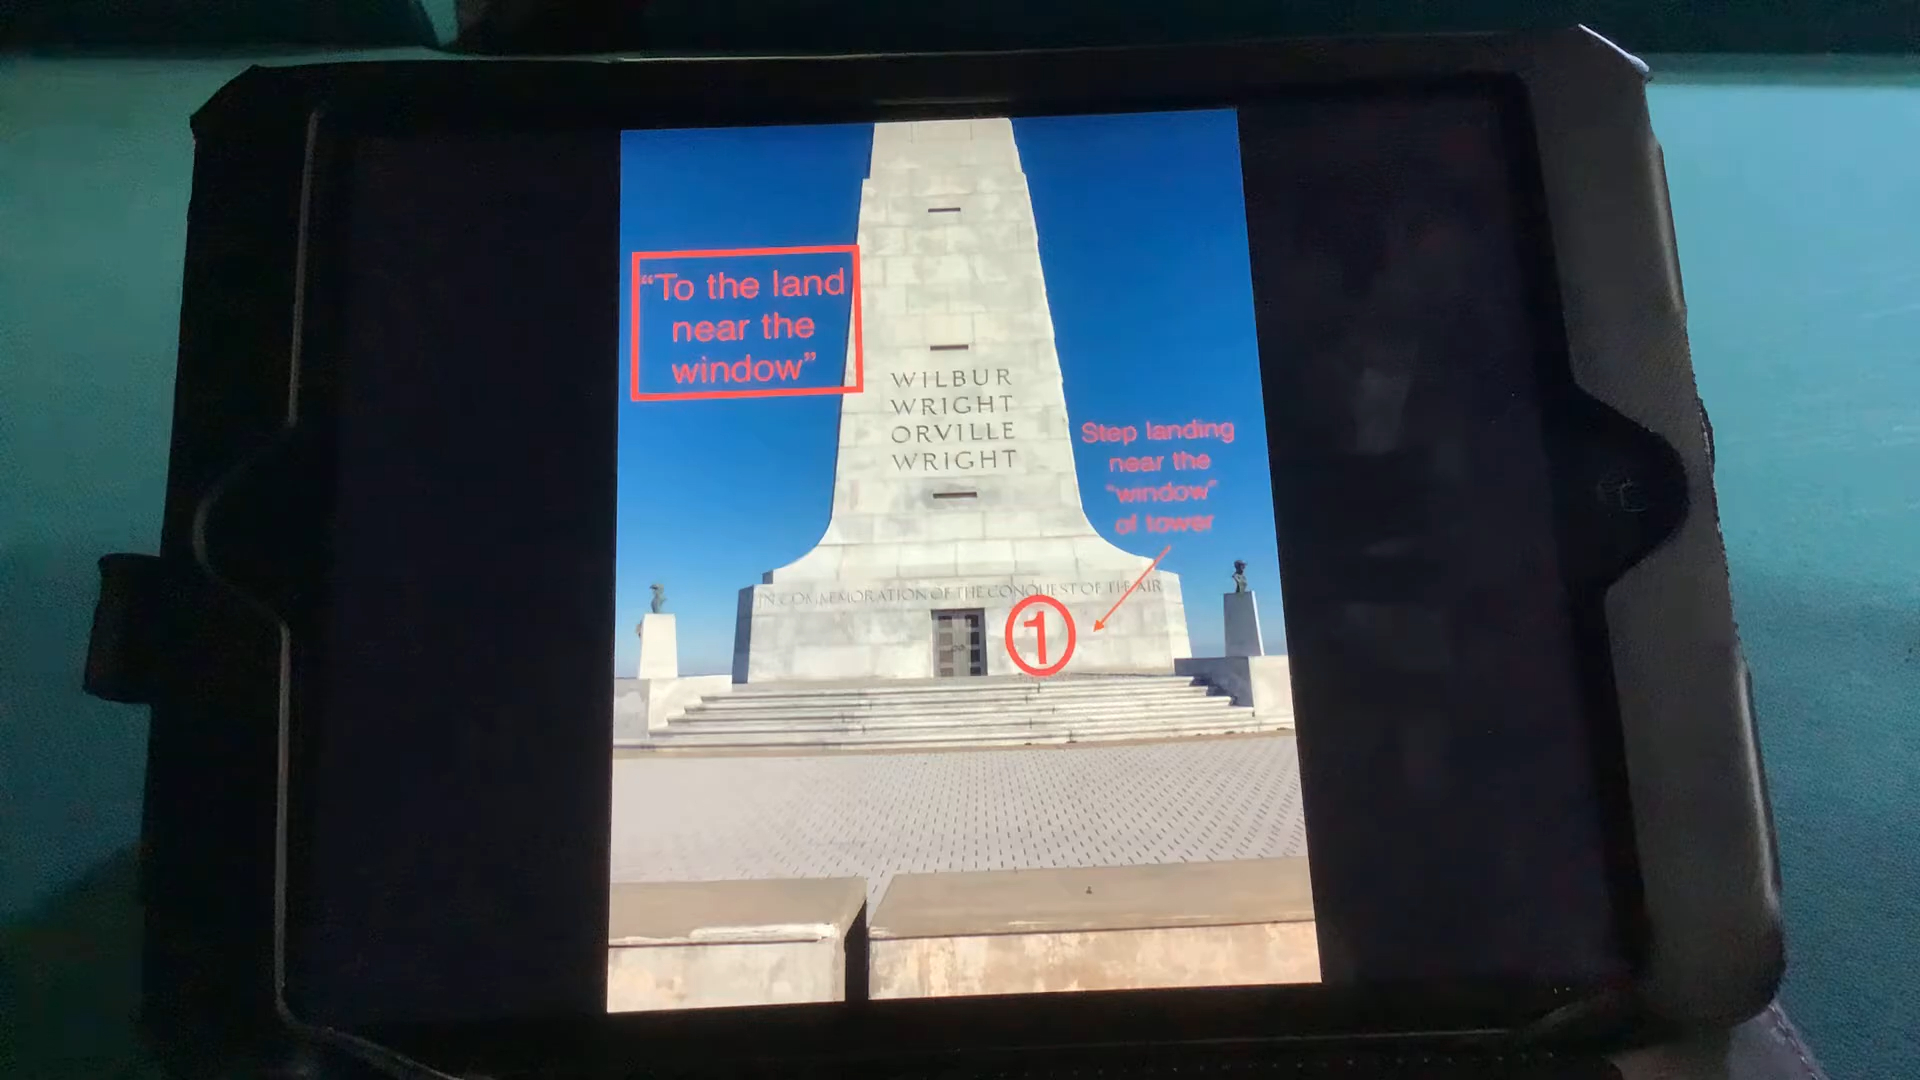 “To the land
near the
window”
WILBUR
WRIGHT
ORVILLE
WRIGHT
Step landing
near the
“window”
of tower
IN COMMEMORATION OF THE CONQUEST OF THE AIR
1